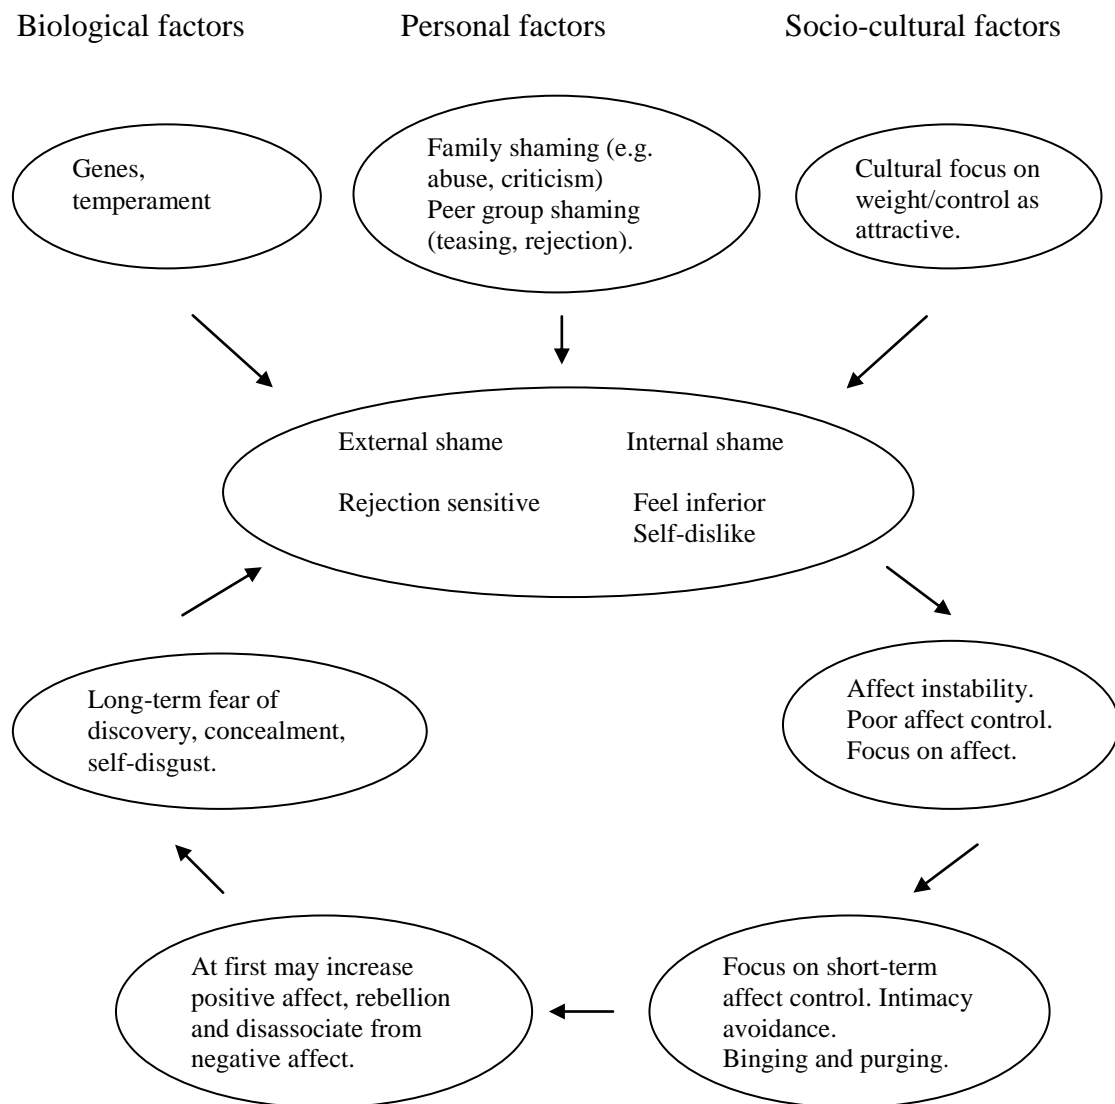 Biological factors
Personal factors
Socio-cultural factors
Genes,
temperament
Family shaming (e.g.
abuse, criticism)
Peer group shaming
(teasing, rejection).
Cultural focus on
weight/control as
attractive.
External shame
Internal shame
Rejection sensitive
Feel inferior
Self-dislike
Long-term fear of
discovery, concealment,
self-disgust.
Affect instability.
Poor affect control.
Focus on affect.
At first may increase
positive affect, rebellion
and disassociate from
negative affect.
Focus on short-term
affect control. Intimacy
avoidance.
Binging and purging.